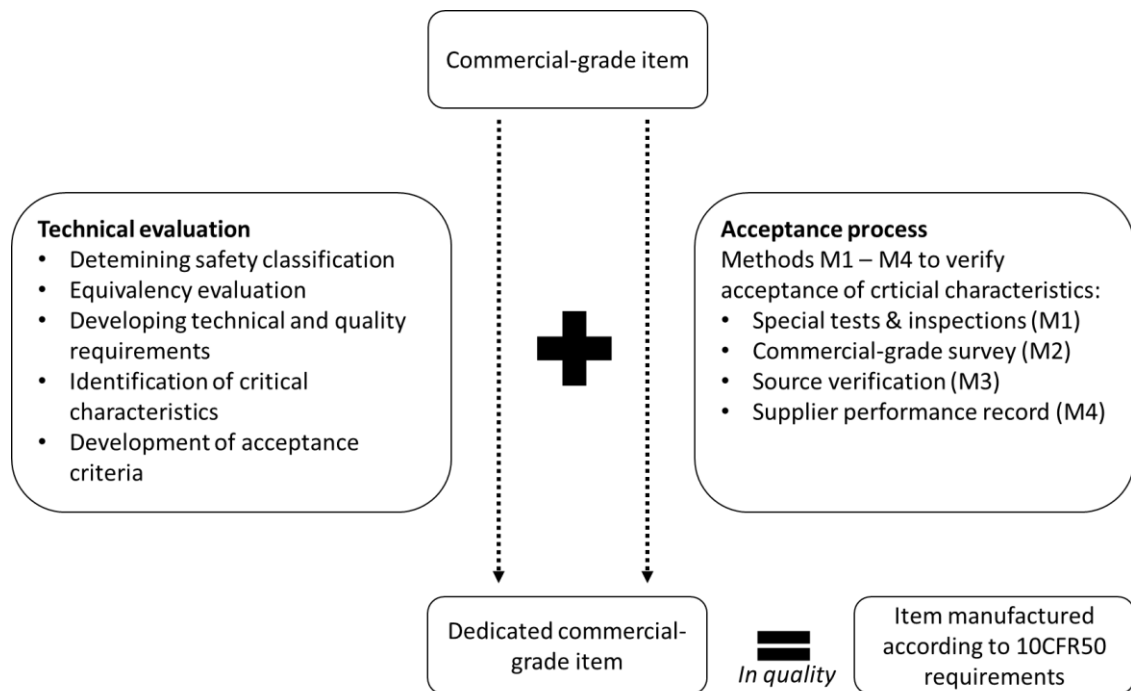 Commercial-grade item
Technical evaluation
• Detemining safety classification
• Equivalency evaluation
• Developing technical and quality
requirements
• Identification of critical
characteristics
• Development of acceptance
criteria
Acceptance process
Methods M1 – M4 to verify
acceptance of crticial characteristics:
• Special tests & inspections (M1)
• Commercial-grade survey (M2)
• Source verification (M3)
• Supplier performance record (M4)
Dedicated commercial-
grade item
In quality
Item manufactured
according to 10CFR50
requirements